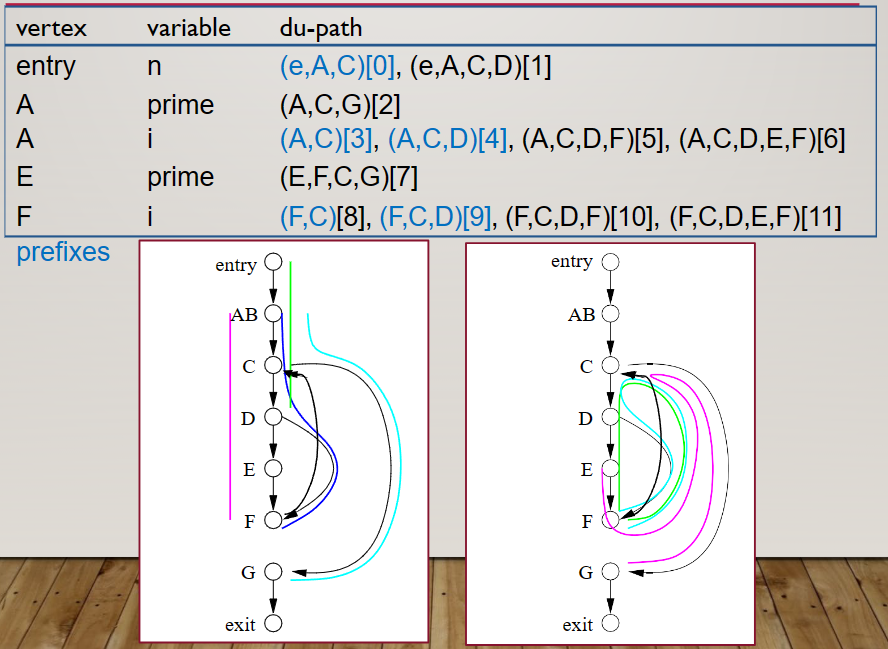 vertex variable du-path
entry n (e,A,C)[0], (e,A,C,D)[1]
A prime (A,C,G)[2]
A i (A,C)[3], (A,C,D)[4], (A,C,D,F)[5], (A,C,D,E,F)[6]
E prime (E,F,C,G)[7]
F i (F,C)[8], (F,C,D)[9], (F,C,D,F)[10], (F,C,D,E,F)[11]
prefixes
entry
AB
C
D
E
F
G
exit
entry
AB
C
D
E
F
G
exit